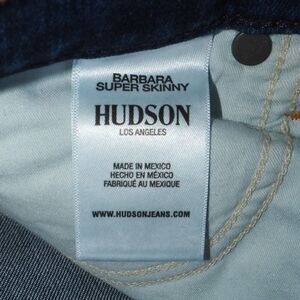 BARBARA
SUPER SKINNY
HUDSON
LOS ANGELES
MADE IN MEXICO
HECHO EN MÉXICO
FABRIQUÉ AU MEXIQUE
WWW.HUDSONJEANS.COM